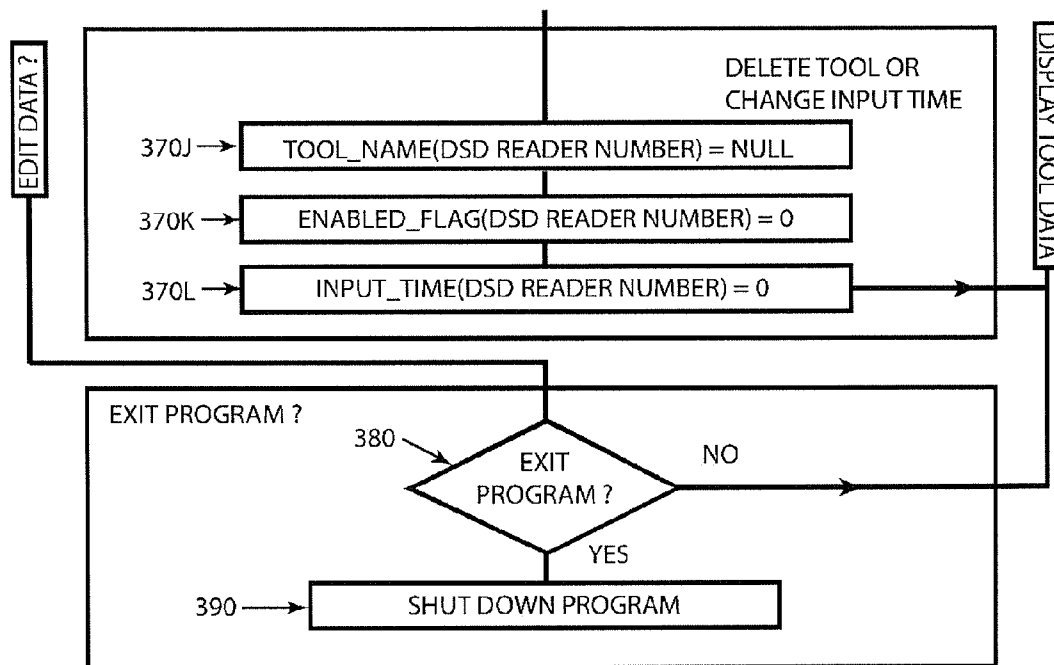 EDIT DATA ?
DELETE TOOL OR
CHANGE INPUT TIME
DISPLAY TOOL DATA
370J
TOOL_NAME(DSD READER NUMBER) = NULL
370K
ENABLED_FLAG(DSD READER NUMBER) = 0
370L
INPUT_TIME(DSD READER NUMBER) = 0
EXIT PROGRAM ?
380
EXIT
PROGRAM ?
NO
YES
390
SHUT DOWN PROGRAM